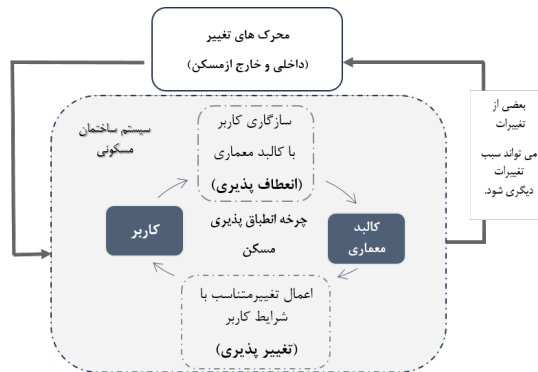 محرک های تغییر
(داخلی و خارج ازمسکن)
بعضی از
تغییرات
می تواند سبب
تغییرات
دیگری شود.
سیستم ساختمان
مسکونی
سازگاری کاربر
با کالبد معماری
(انعطاف پذیری)
کاربر
چرخه انطباق پذیری
مسکن
کالبد
معماری
اعمال تغییرمتناسب با
شرایط کاربر
(تغییر پذیری)